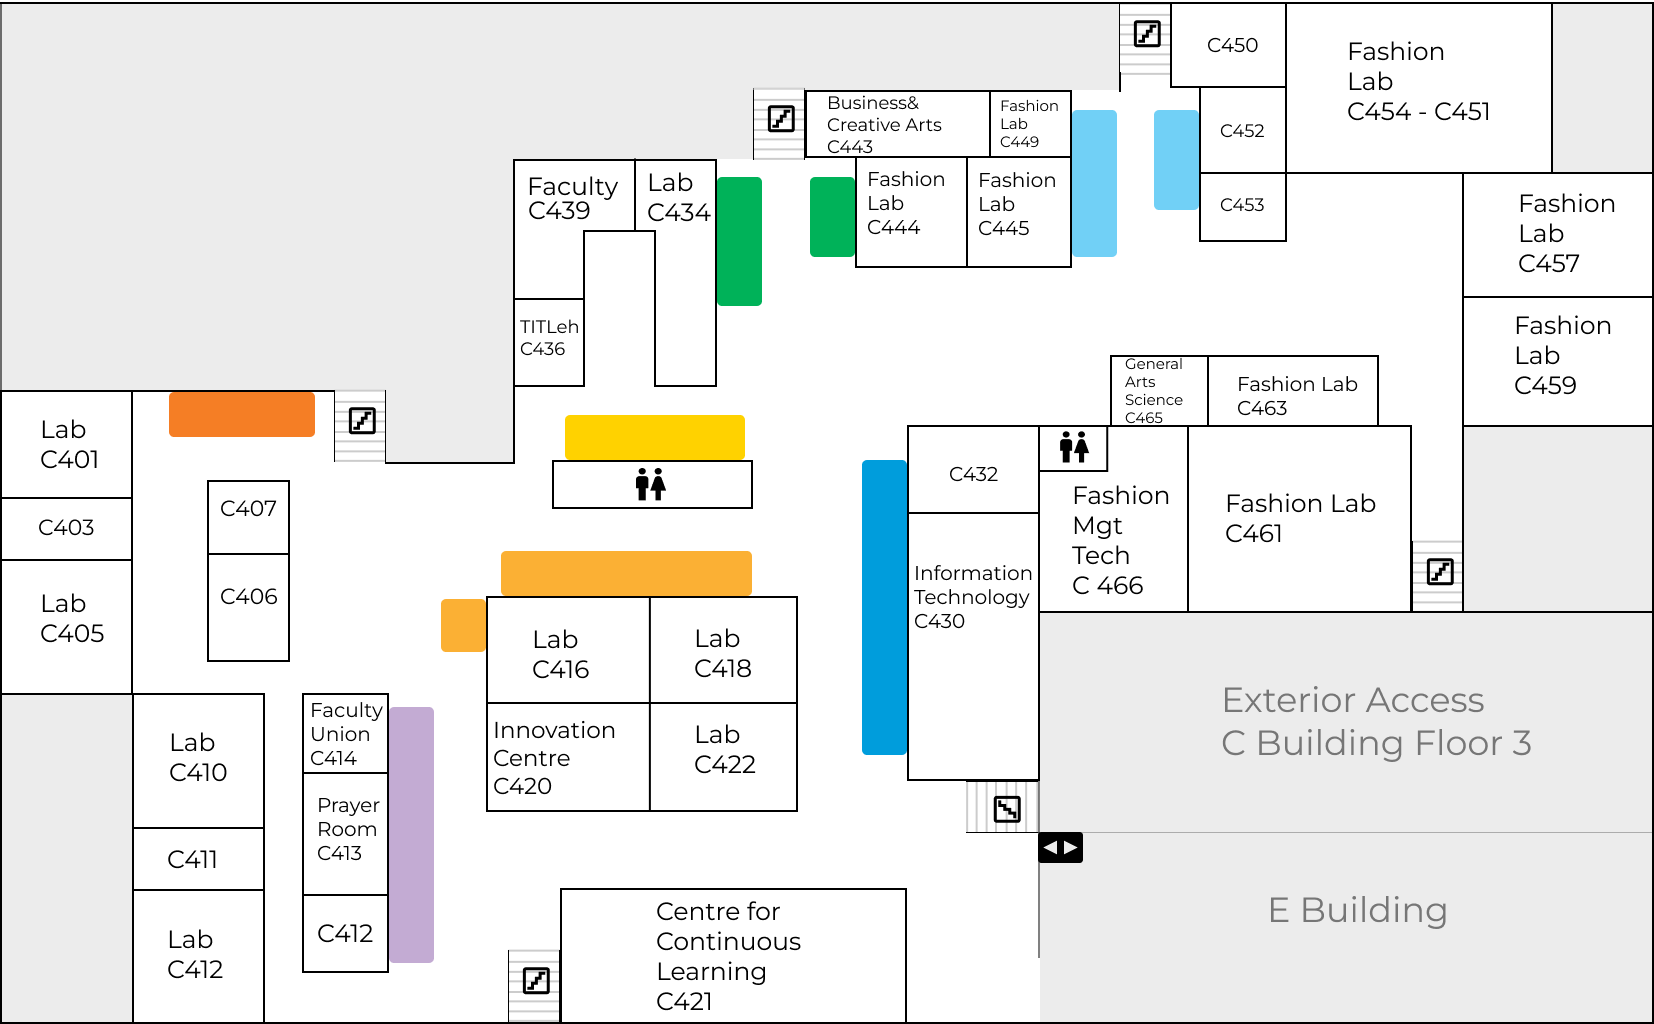 C450
Fashion
Lab
C454 - C451
Business&
Creative Arts
C443
Fashion
Lab
C449
C452
Faculty
C439
Lab
C434
Fashion
Lab
C444
Fashion
Lab
C445
C453
Fashion
Lab
C457
TITLeh
C436
Fashion
Lab
C459
General
Arts
Science
C465
Fashion Lab
C463
Lab
C401
C403
Lab
C405
C407
C406
C432
Fashion
Mgt
Tech
C 466
Fashion Lab
C461
Information
Technology
C430
Lab
C416
Lab
C418
Innovation
Centre
C420
Lab
C422
Lab
C410
C411
Lab
C412
Faculty
Union
C414
Prayer
Room
C413
C412
Exterior Access
C Building Floor 3
E Building
Centre for
Continuous
Learning
C421